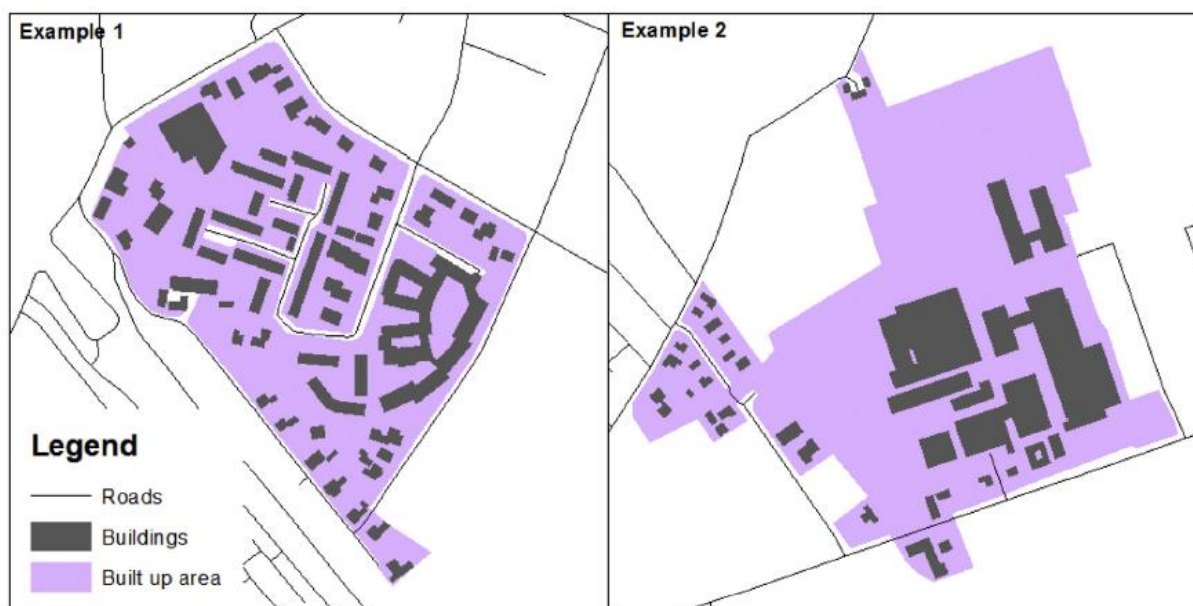 Example 1
Example 2
Legend
Roads
Buildings
Built up area